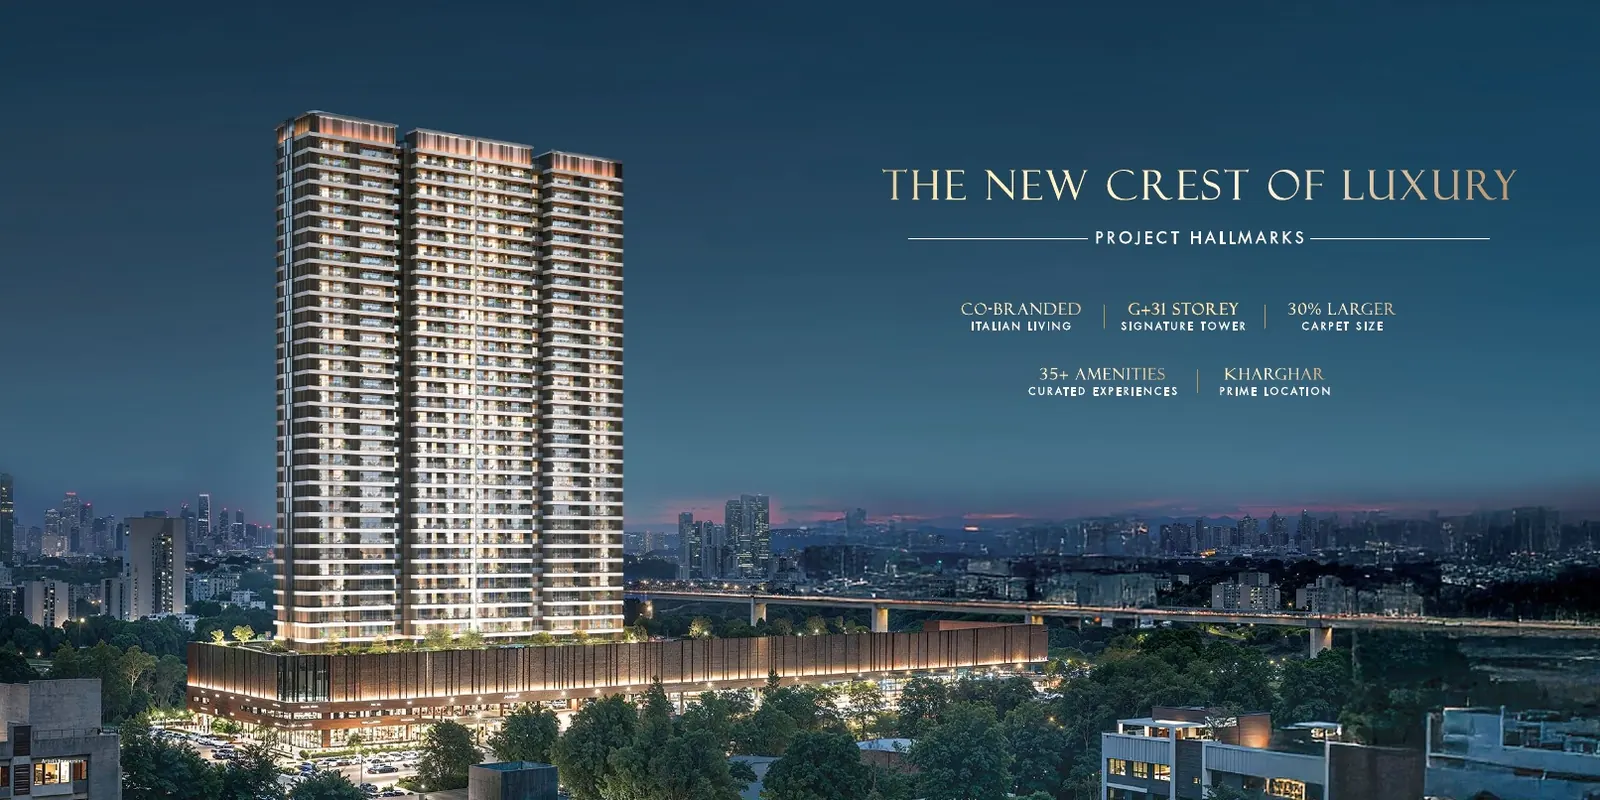 THE NEW CREST OF LUXURY
PROJECT HALLMARKS
CO-BRANDED
ITALIAN LIVING
G+31 STOREY
SIGNATURE TOWER
30% LARGER
CARPET SIZE
35+ AMENITIES
CURATED EXPERIENCES
KHARGHAR
PRIME LOCATION